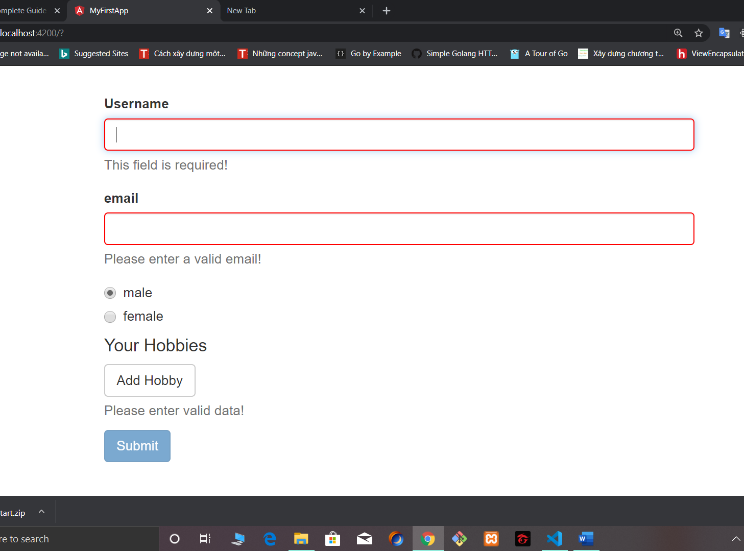 omplete Guide
MyFirstApp
New Tab
localhost:4200/?
ge not availa...
Suggested Sites
Cách xây dựng một...
Những concept jav...
Go by Example
Simple Golang HTT...
A Tour of Go
Xây dựng chương t...
ViewEncapsulat
Username
This field is required!
email
Please enter a valid email!
male
female
Your Hobbies
Add Hobby
Please enter valid data!
Submit
tart.zip
re to search